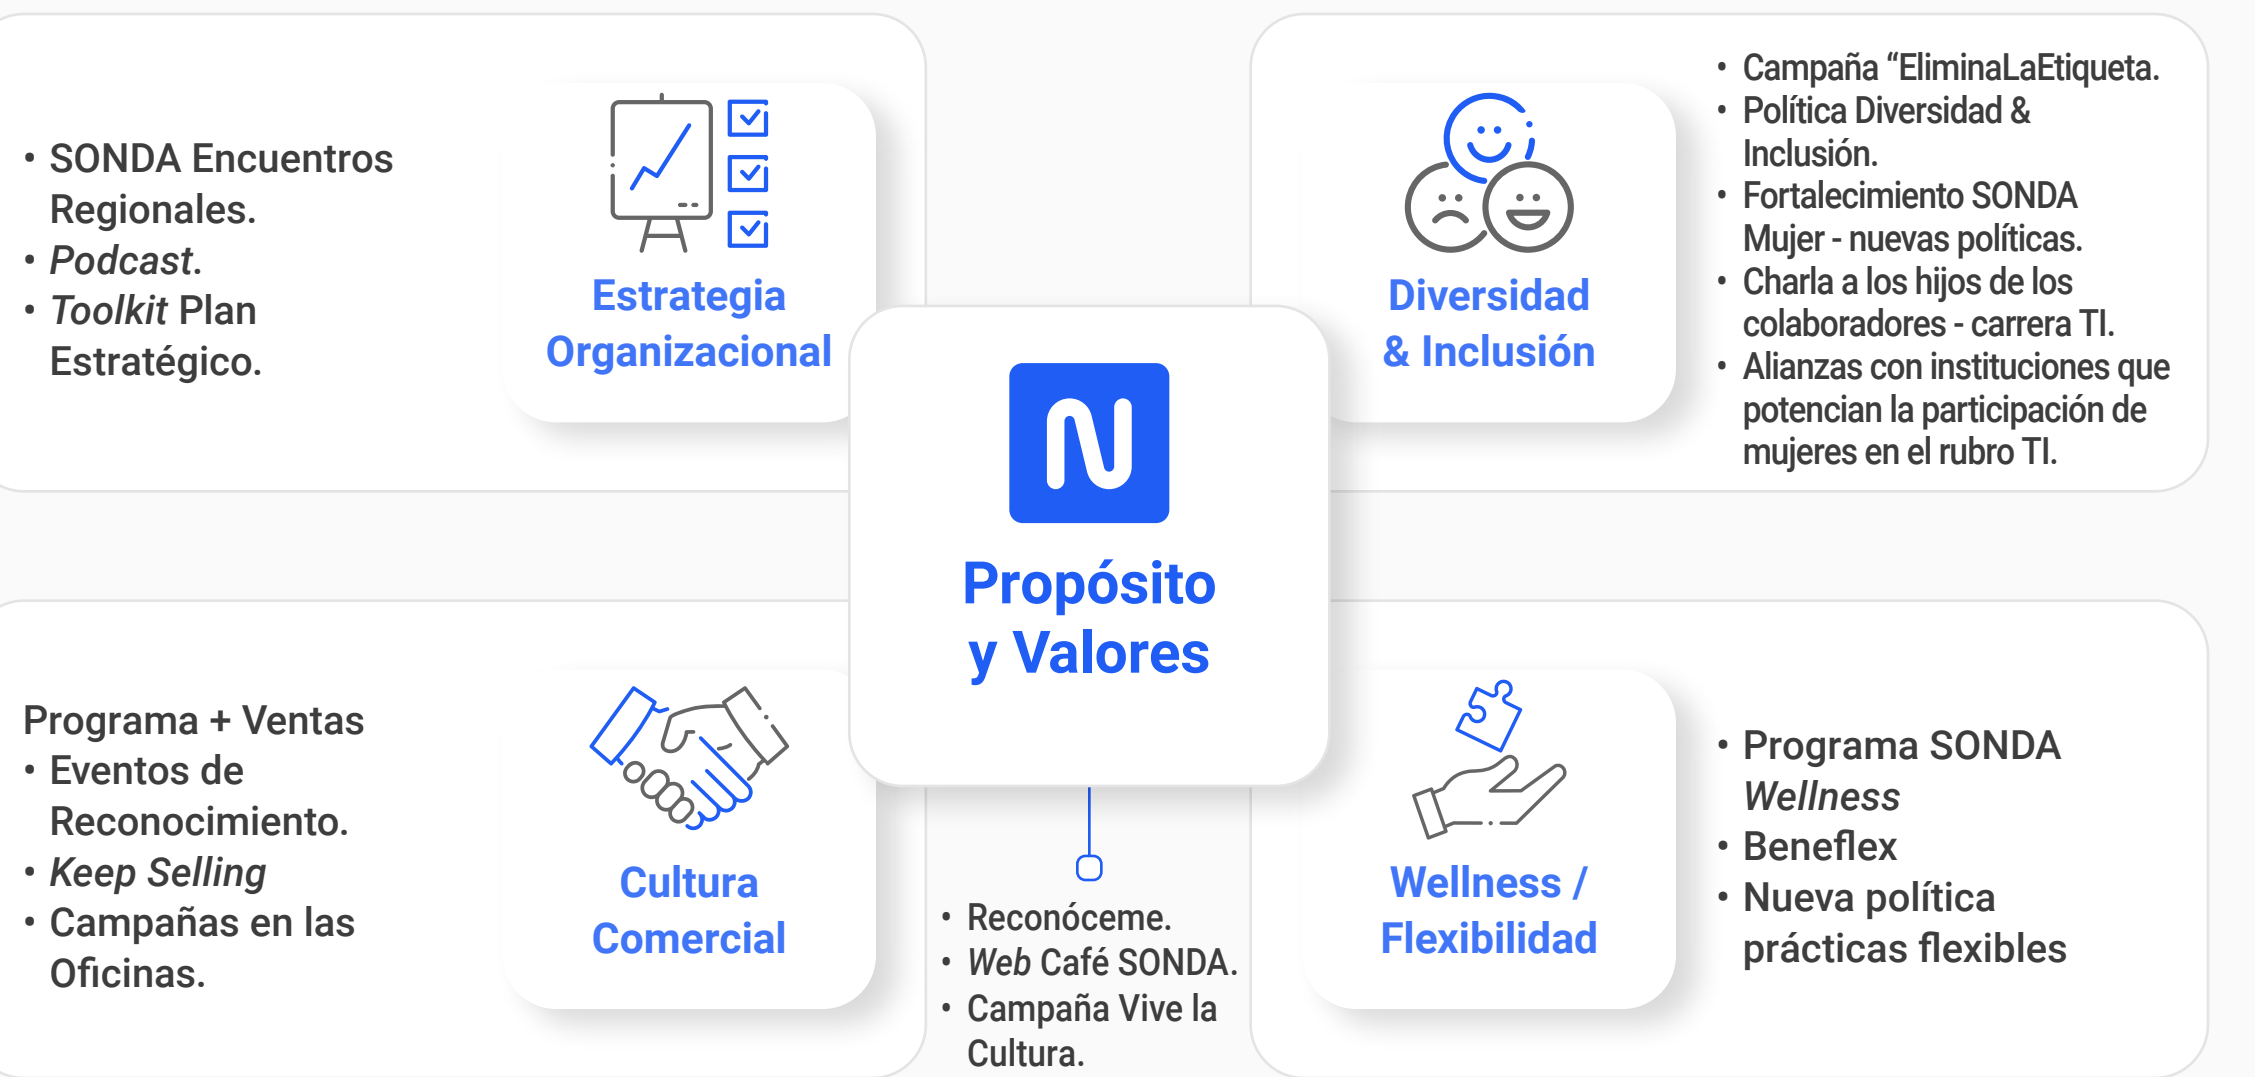 • SONDA Encuentros
Regionales.
• Podcast.
• Toolkit Plan
Estratégico.
Estrategia
Organizacional
Diversidad
& Inclusión
• Campaña “EliminaLaEtiqueta.
• Política Diversidad &
Inclusión.
• Fortalecimiento SONDA
Mujer - nuevas políticas.
• Charla a los hijos de los
colaboradores - carrera TI.
• Alianzas con instituciones que
potencian la participación de
mujeres en el rubro TI.
Propósito
y Valores
Programa + Ventas
• Eventos de
Reconocimiento.
• Keep Selling
• Campañas en las
Oficinas.
Cultura
Comercial
• Reconóceme.
• Web Café SONDA.
• Campaña Vive la
Cultura.
Wellness /
Flexibilidad
• Programa SONDA
Wellness
• Beneflex
• Nueva política
prácticas flexibles